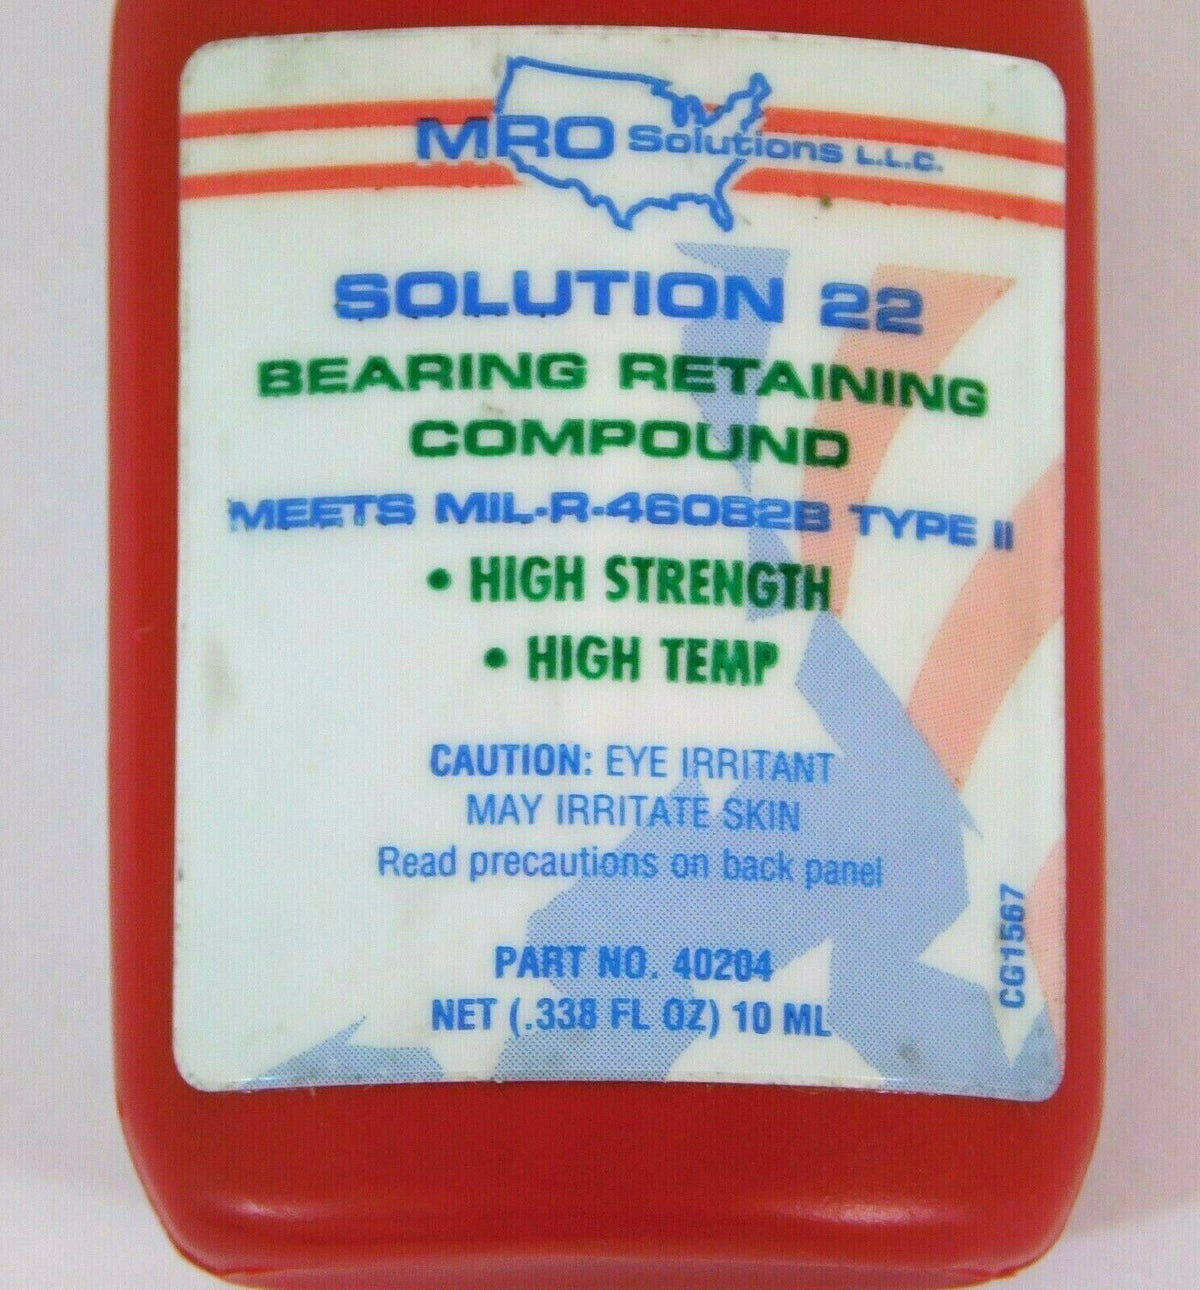 MRO Solutions L.L.C.
SOLUTION 22
BEARING RETAINING
COMPOUND
MEETS MIL-R-46082B TYPE II
• HIGH STRENGTH
• HIGH TEMP
CAUTION: EYE IRRITANT
MAY IRRITATE SKIN
Read precautions on back panel
PART NO. 40204
NET (.338 FL OZ) 10 ML
CG1567